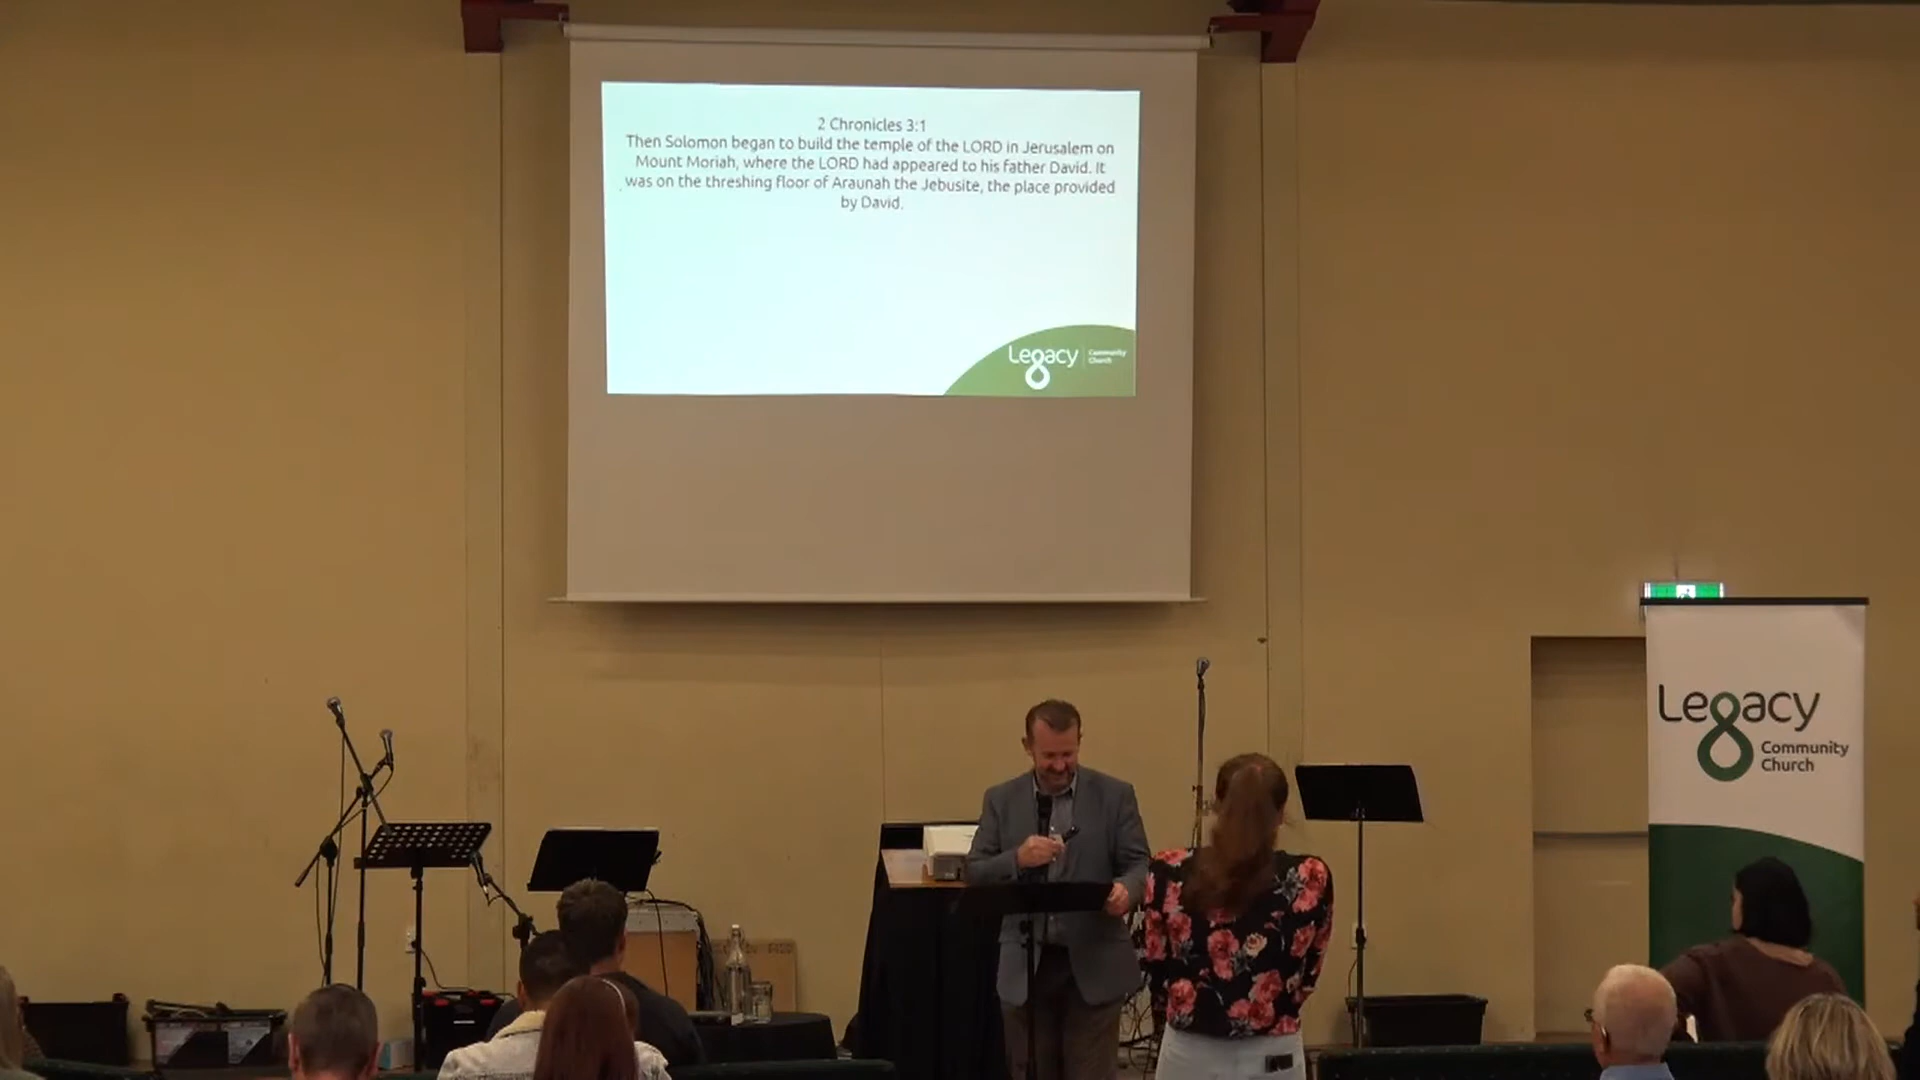 2 Chronicles 3:1
Then Solomon began to build the temple of the LORD in Jerusalem on
Mount Moriah, where the LORD had appeared to his father David. It
was on the threshing floor of Araunah the Jebusite, the place provided
by David.
Legacy
Community
Church
Legacy
Community
Church